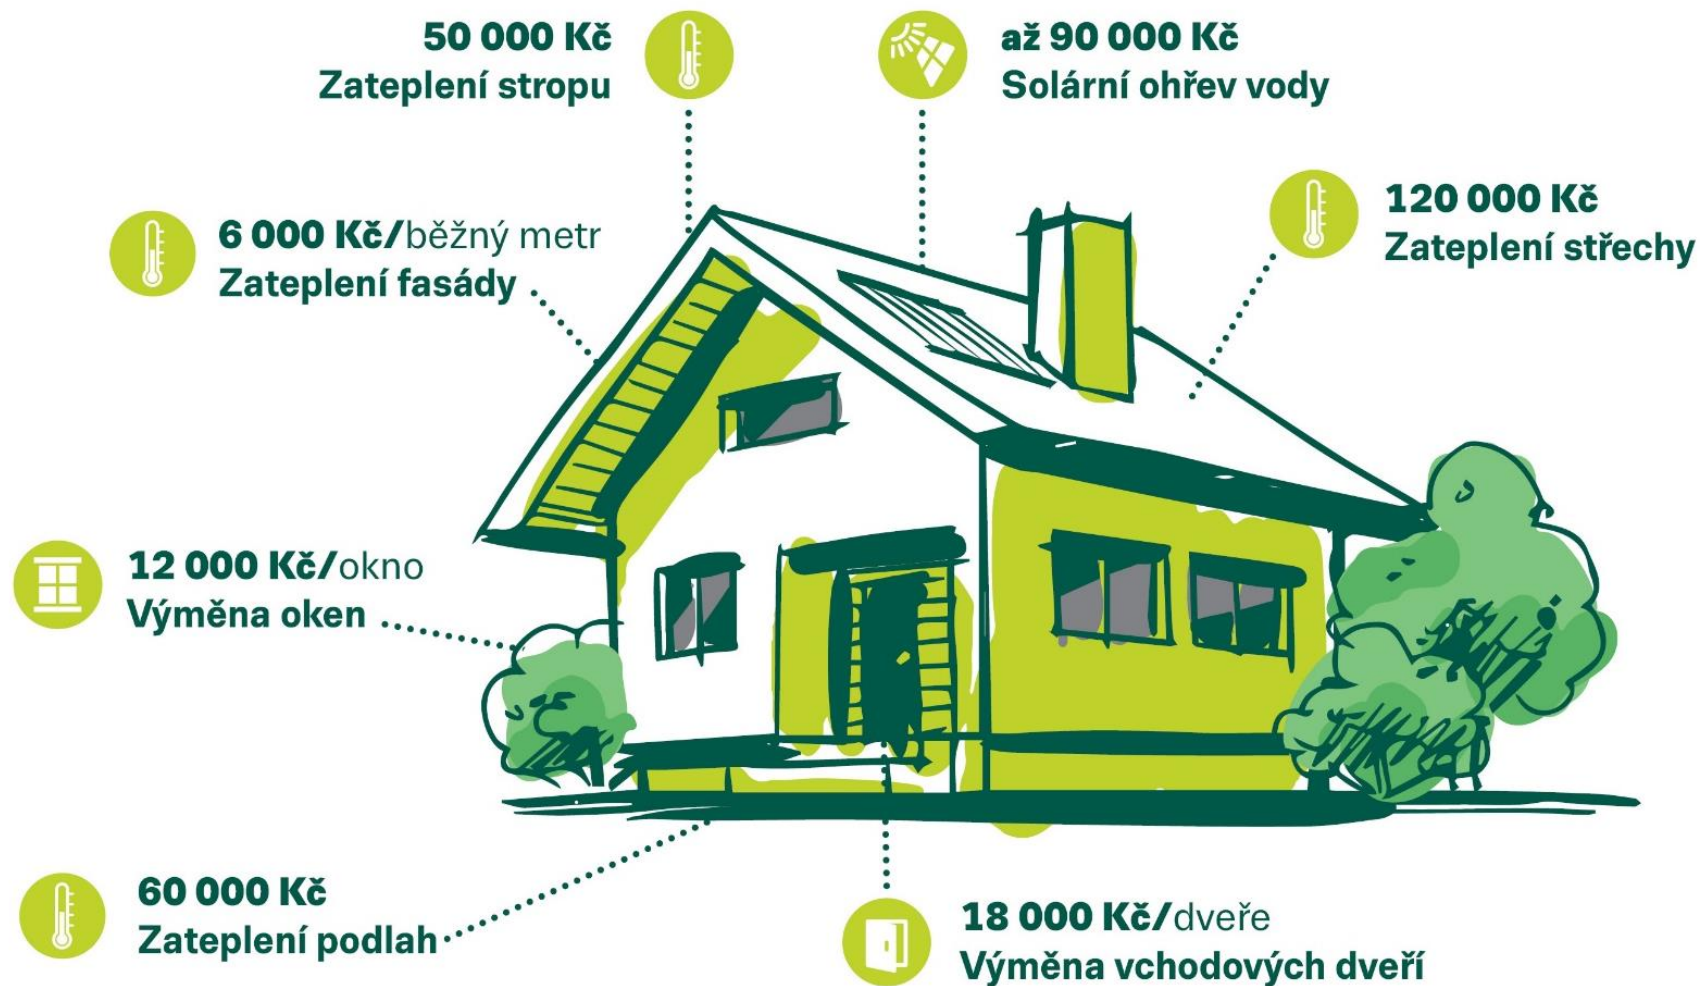 50 000 Kč
Zateplení stropu
až 90 000 Kč
Solární ohřev vody
6 000 Kč/běžný metr
Zateplení fasády
120 000 Kč
Zateplení střechy
12 000 Kč/okno
Výměna oken
60 000 Kč
Zateplení podlah
18 000 Kč/dveře
Výměna vchodových dveří